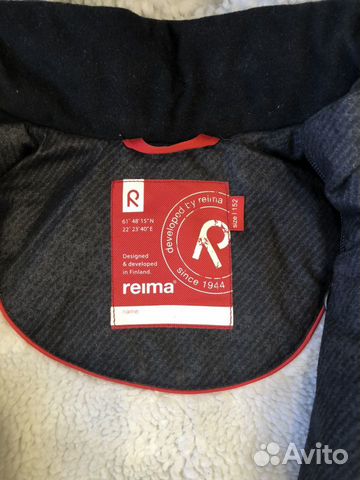 R
61°48'15"N
22°23'40"E
Designed
& developed
in Finland.
reima®
name:
developed by reima
R
since 1944
size | 152
Avito